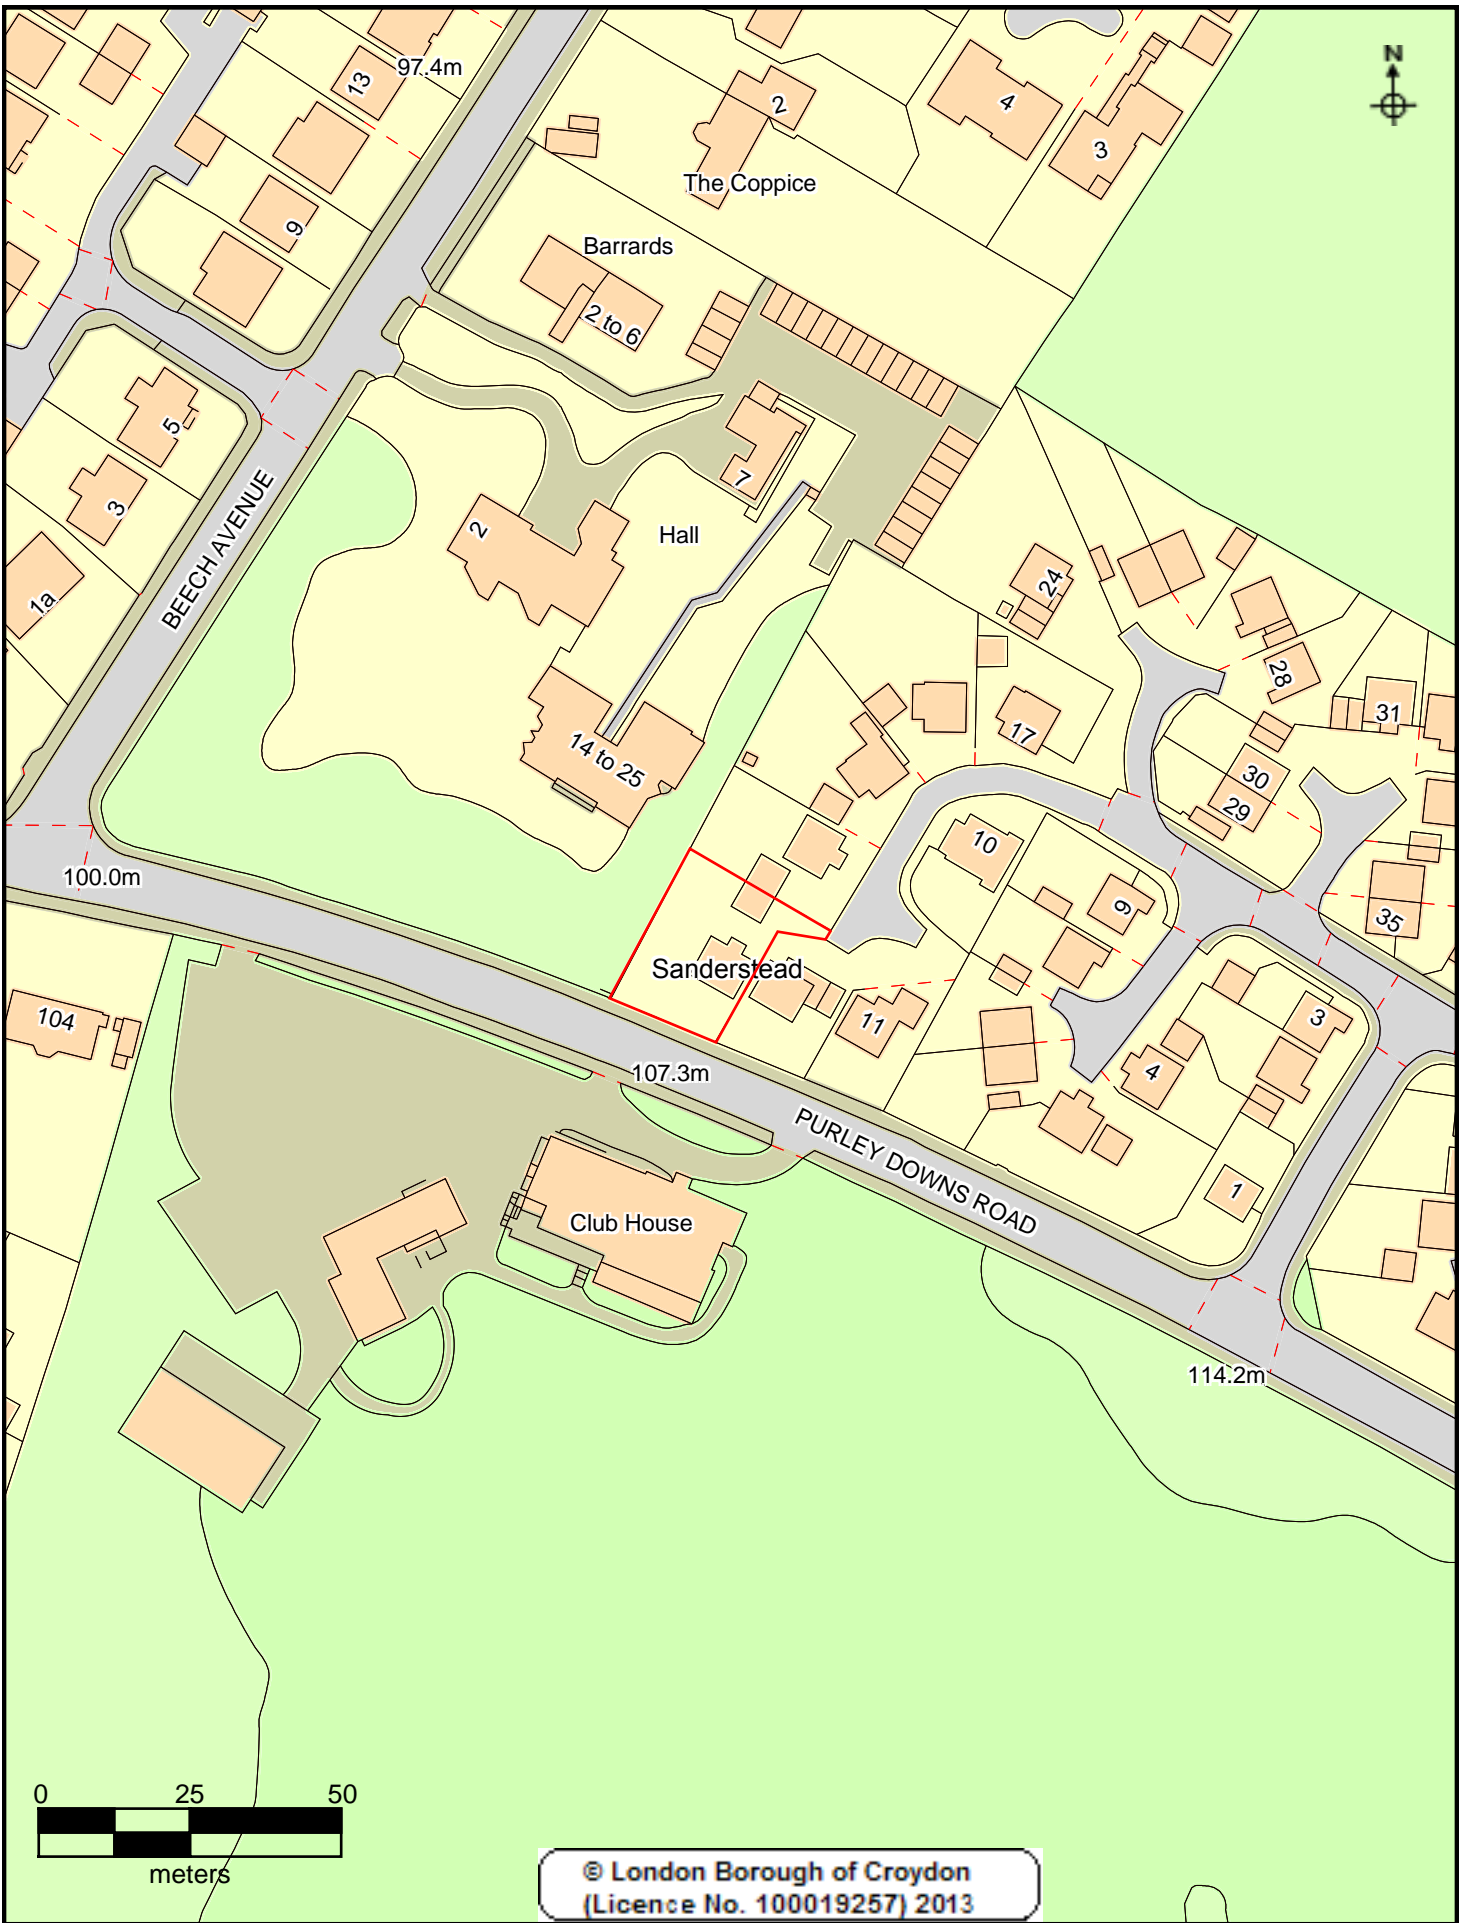 N
97.4m
13
2
4
3
The Coppice
9
Barrards
2 to 6
5
7
3
2
Hall
BEECH AVENUE
1a
24
28
31
17
14 to 25
30
29
10
100.0m
9
35
Sanderstead
104
11
3
107.3m
4
PURLEY DOWNS ROAD
1
Club House
114.2m
0 25 50
meters
© London Borough of Croydon
(Licence No. 100019257) 2013